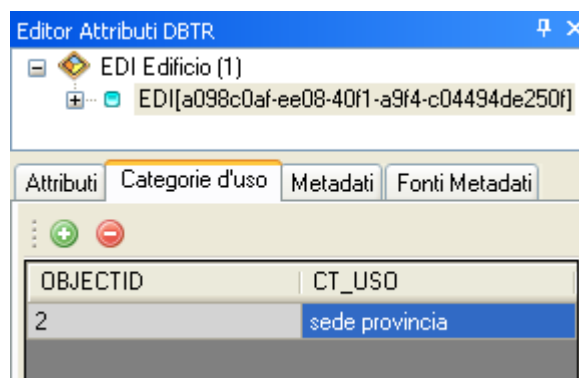 Editor Attributi DBTR
EDI Edificio (1)
EDI[a098c0af-ee08-40f1-a9f4-c04494de250f]
Attributi Categorie d'uso Metadati Fonti Metadati
OBJECTID CT_USO
2 sede provincia